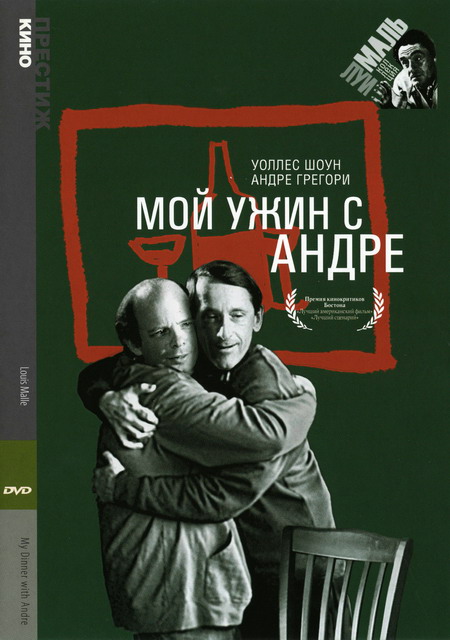 ПРЕСТИЖ
КИНО
ЛУИ
МАЛЬ
УОЛЛЕС ШОУН
АНДРЕ ГРЕГОРИ
МОЙ УЖИН С
АНДРЕ
Премия кинокритиков
Бостона
«Лучший американский фильм»
«Лучший сценарий»
Louis Malle
DVD
My Dinner with Andre